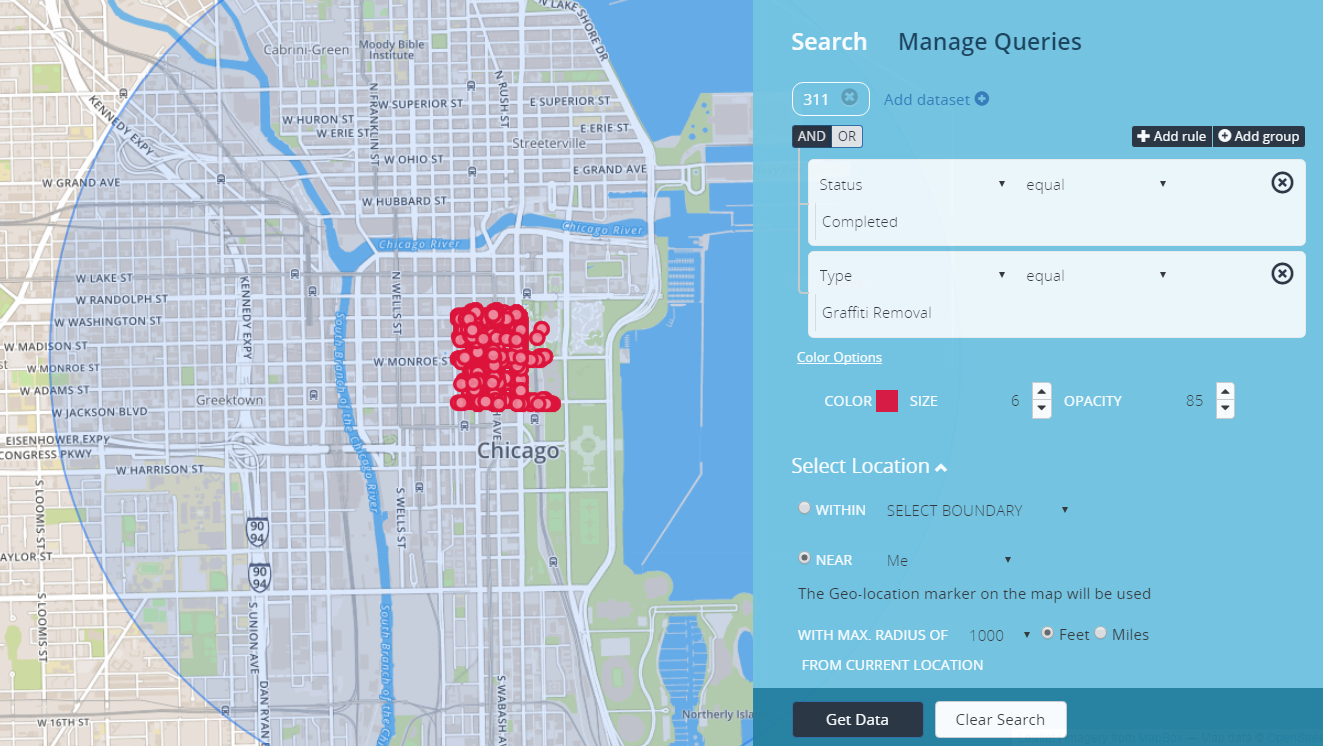 N LAKE SHORE DR
Cabrini-Green
Moody Bible
Institute
KENNEDY EXPY
N FRANKLIN ST
N RUSH ST
W SUPERIOR ST
E SUPERIOR ST
W HURON ST
W ERIE ST
E ERIE ST
Streeterville
W OHIO ST
E GRAND AVE
W GRAND AVE
W HUBBARD ST
Chicago River
Chicago River
W LAKE ST
W RANDOLPH ST
W WASHINGTON ST
W MADISON ST
W MONROE ST
W ADAMS ST
W JACKSON BLVD
KENNEDY EXPY
N WELLS ST
South Branch of the Chicago River
W MONROE S
Greektown
EISENHOWER EXPY
CONGRESS PKWY
W HARRISON ST
H AVE
Chicago
S LOOMIS ST
S WELLS ST
90
94
AYLOR ST
90
94
S LOOMIS ST
S UNION AVE
South Branch of the Ch
DAN RYAN
S WABASH A
W 16TH ST
Northerly Isla
Search
Manage Queries
311
Add dataset
AND OR
Add rule
Add group
Status
equal
Completed
Type
equal
Graffiti Removal
Color Options
COLOR
SIZE
6
OPACITY
85
Select Location
WITHIN
SELECT BOUNDARY
NEAR
Me
The Geo-location marker on the map will be used
WITH MAX. RADIUS OF
1000
Feet
Miles
FROM CURRENT LOCATION
Get Data
Clear Search